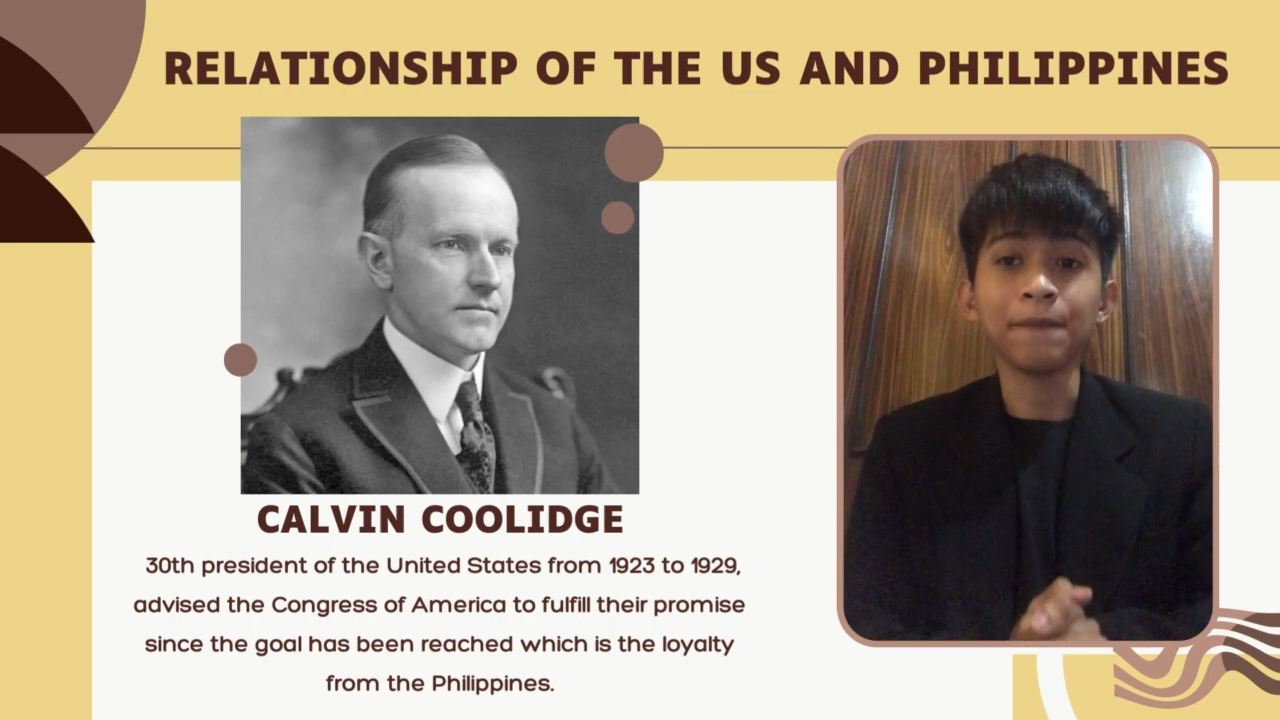 RELATIONSHIP OF THE US AND PHILIPPINES
CALVIN COOLIDGE
30th president of the United States from 1923 to 1929,
advised the Congress of America to fulfill their promise
since the goal has been reached which is the loyalty
from the Philippines.